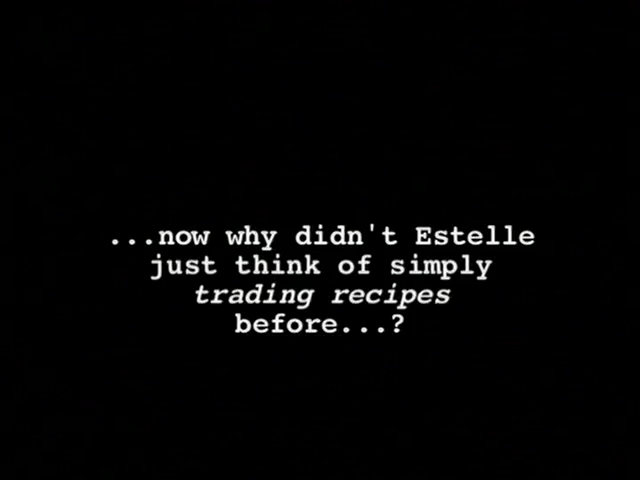 ...now why didn't Estelle
just think of simply
trading recipes
before...?